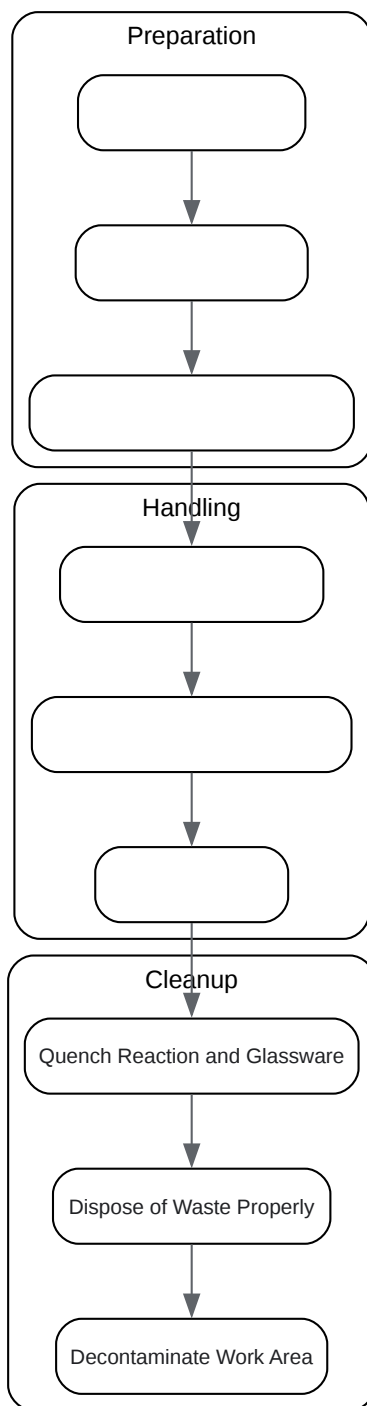 Preparation
Handling
Cleanup
Quench Reaction and Glassware
Dispose of Waste Properly
Decontaminate Work Area